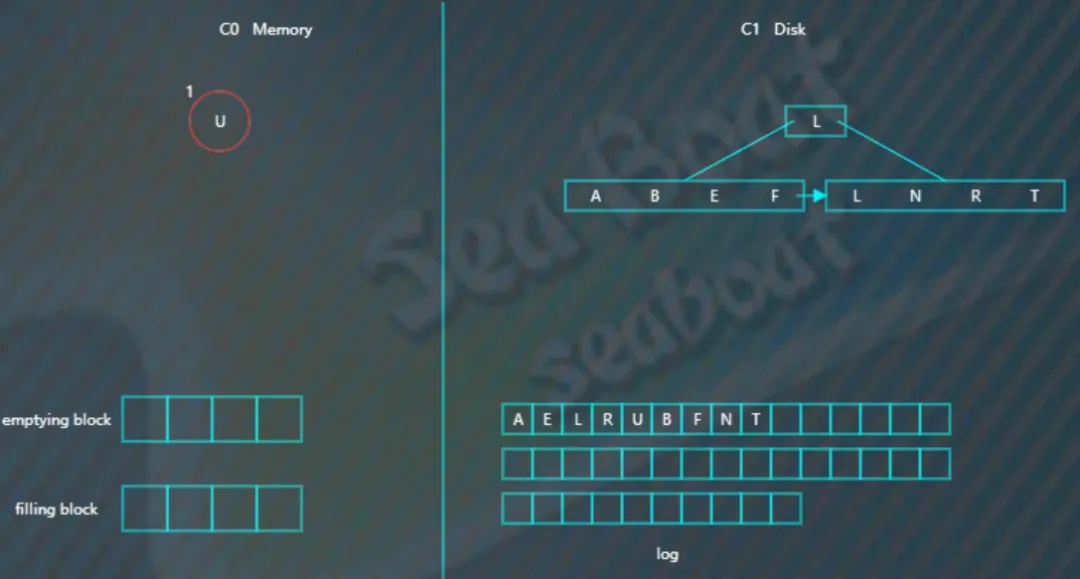 C0 Memory
C1 Disk
1
U
L
A B E F
L N R T
Sea Boat
seaboat
emptying block
A E L R U B F N T
filling block
log